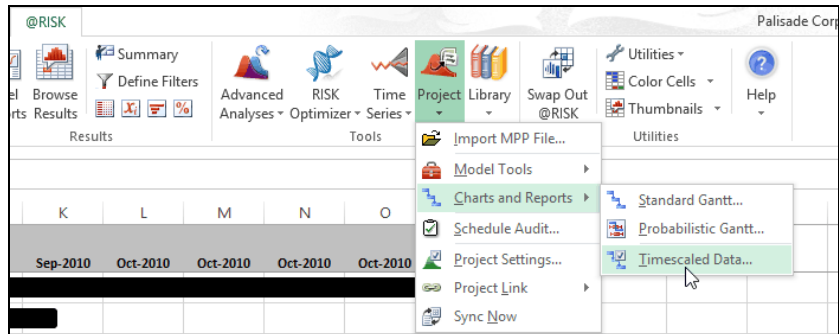 @RISK
Palisade Corp
Summary
Define Filters
Browse Results
Advanced Analyses
RISK Optimizer
Time Series
Project
Library
Swap Out @RISK
Utilities
Color Cells
Thumbnails
Help
Results
Tools
Utilities
Import MPP File...
Model Tools
Charts and Reports
Schedule Audit...
Project Settings...
Project Link
Sync Now
Standard Gantt...
Probabilistic Gantt...
Timescaled Data...
K L M N O
Sep-2010 Oct-2010 Oct-2010 Oct-2010 Oct-2010